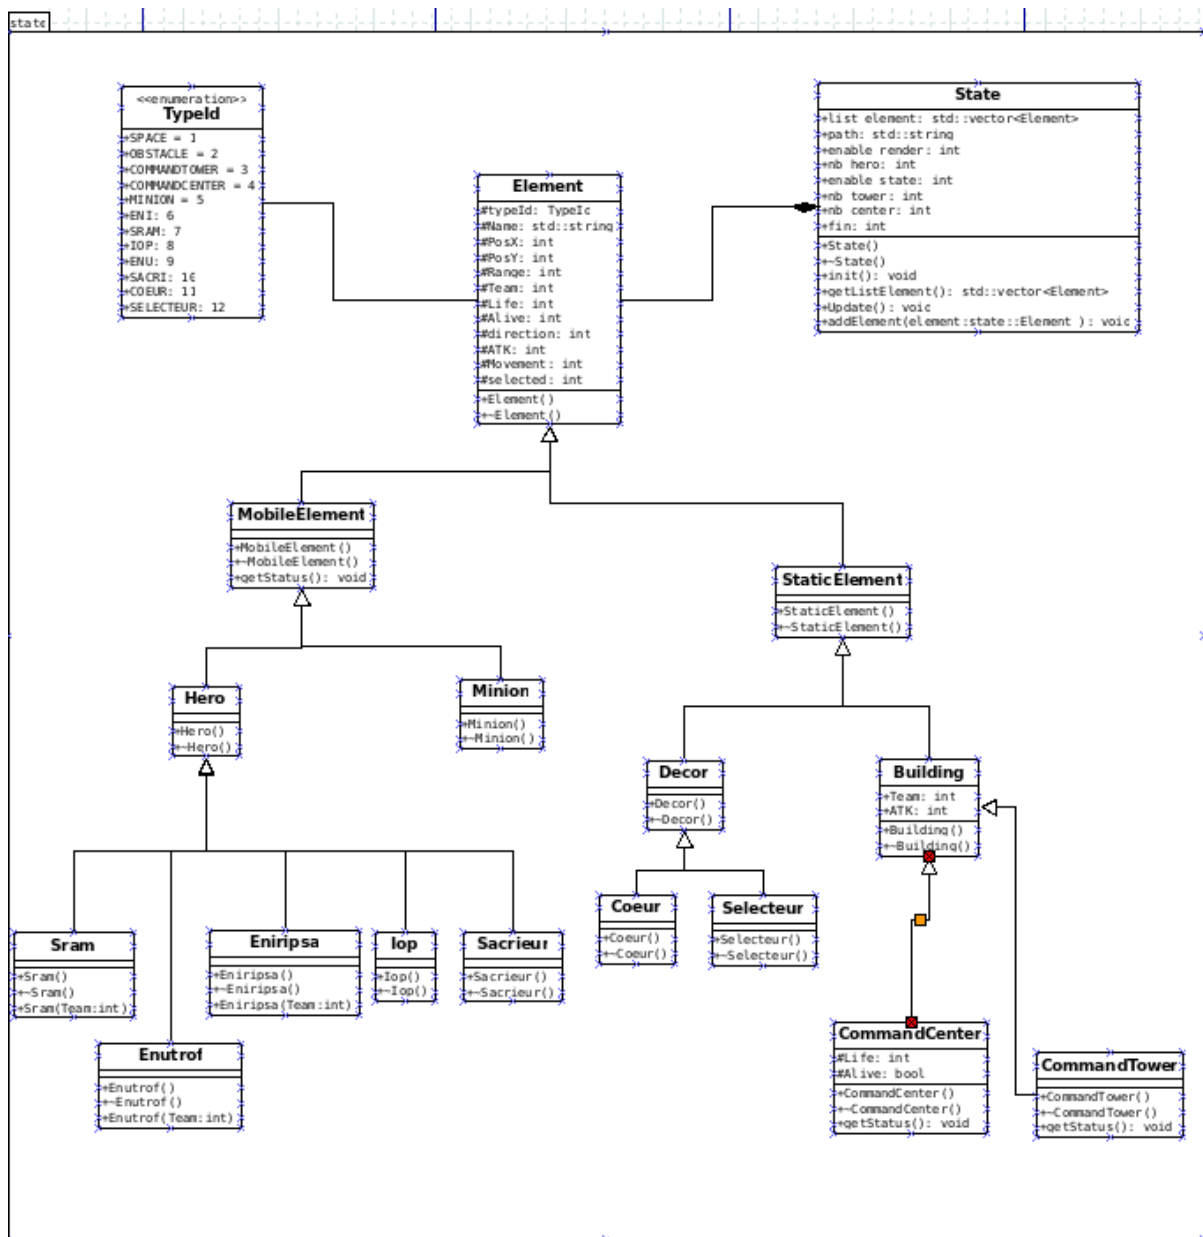 state
<<enumeration>>
TypeId
+SPACE = 1
+OBSTACLE = 2
+COMMANDTOWER = 3
+COMMANDCENTER = 4
+MINION = 5
+ENI: 6
+SRAM: 7
+IOP: 8
+ENU: 9
+SACRI: 10
+COEUR: 11
+SELECTEUR: 12
State
+list element: std::vector<Element>
+path: std::string
+enable render: int
+nb hero: int
+enable state: int
+nb tower: int
+nb center: int
+fin: int
+State()
+~State()
+init(): void
+getListElement(): std::vector<Element>
+Update(): void
+addElement(element:state::Element ): void
Element
#typeId: TypeId
#Name: std::string
#PosX: int
#PosY: int
#Range: int
#Team: int
#Life: int
#Alive: int
#direction: int
#ATK: int
#Movement: int
#selected: int
+Element()
+~Element()
MobileElement
+MobileElement()
+~MobileElement()
+getStatus(): void
StaticElement
+StaticElement()
+~StaticElement()
Hero
+Hero()
+~Hero()
Minion
+Minion()
+~Minion()
Decor
+Decor()
+~Decor()
Building
+Team: int
+ATK: int
+Building()
+~Building()
Coeur
+Coeur()
+~Coeur()
Selecteur
+Selecteur()
+~Selecteur()
Sram
+Sram()
+~Sram()
+Sram(Team:int)
Eniripsa
+Eniripsa()
+~Eniripsa()
+Eniripsa(Team:int)
Iop
+Iop()
+~Iop()
Sacrieur
+Sacrieur()
+~Sacrieur()
Enutrof
+Enutrof()
+~Enutrof()
+Enutrof(Team:int)
CommandCenter
#Life: int
#Alive: bool
+CommandCenter()
+~CommandCenter()
+getStatus(): void
CommandTower
+CommandTower()
+~CommandTower()
+getStatus(): void